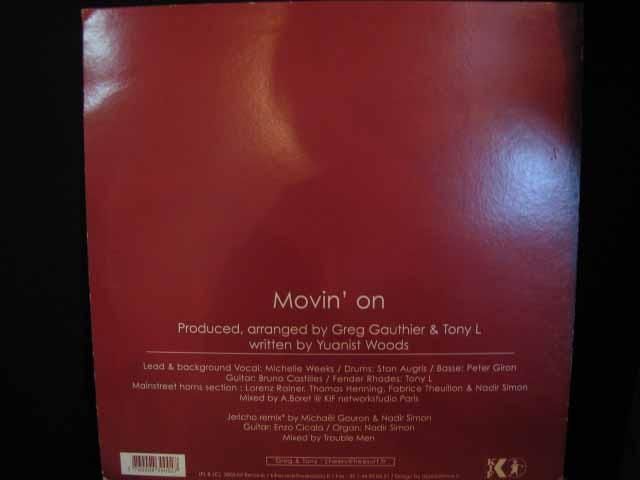 Movin' on
Produced, arranged by Greg Gauthier & Tony L
written by Yuanist Woods
Lead & background Vocal: Michelle Weeks / Drums: Stan Augris / Basse: Peter Giron
Guitar: Bruno Castilles / Fender Rhodes: Tony L
Mainstreet horns section : Lorenz Rainer, Thomas Henning, Fabrice Theuillon & Nadir Simon
Mixed by A.Boret @ KIF networkstudio Paris
Jericho remix* by Michaël Gouron & Nadir Simon
Guitar: Enzo Cicala / Organ: Nadir Simon
Mixed by Trouble Men
Greg & Tony :